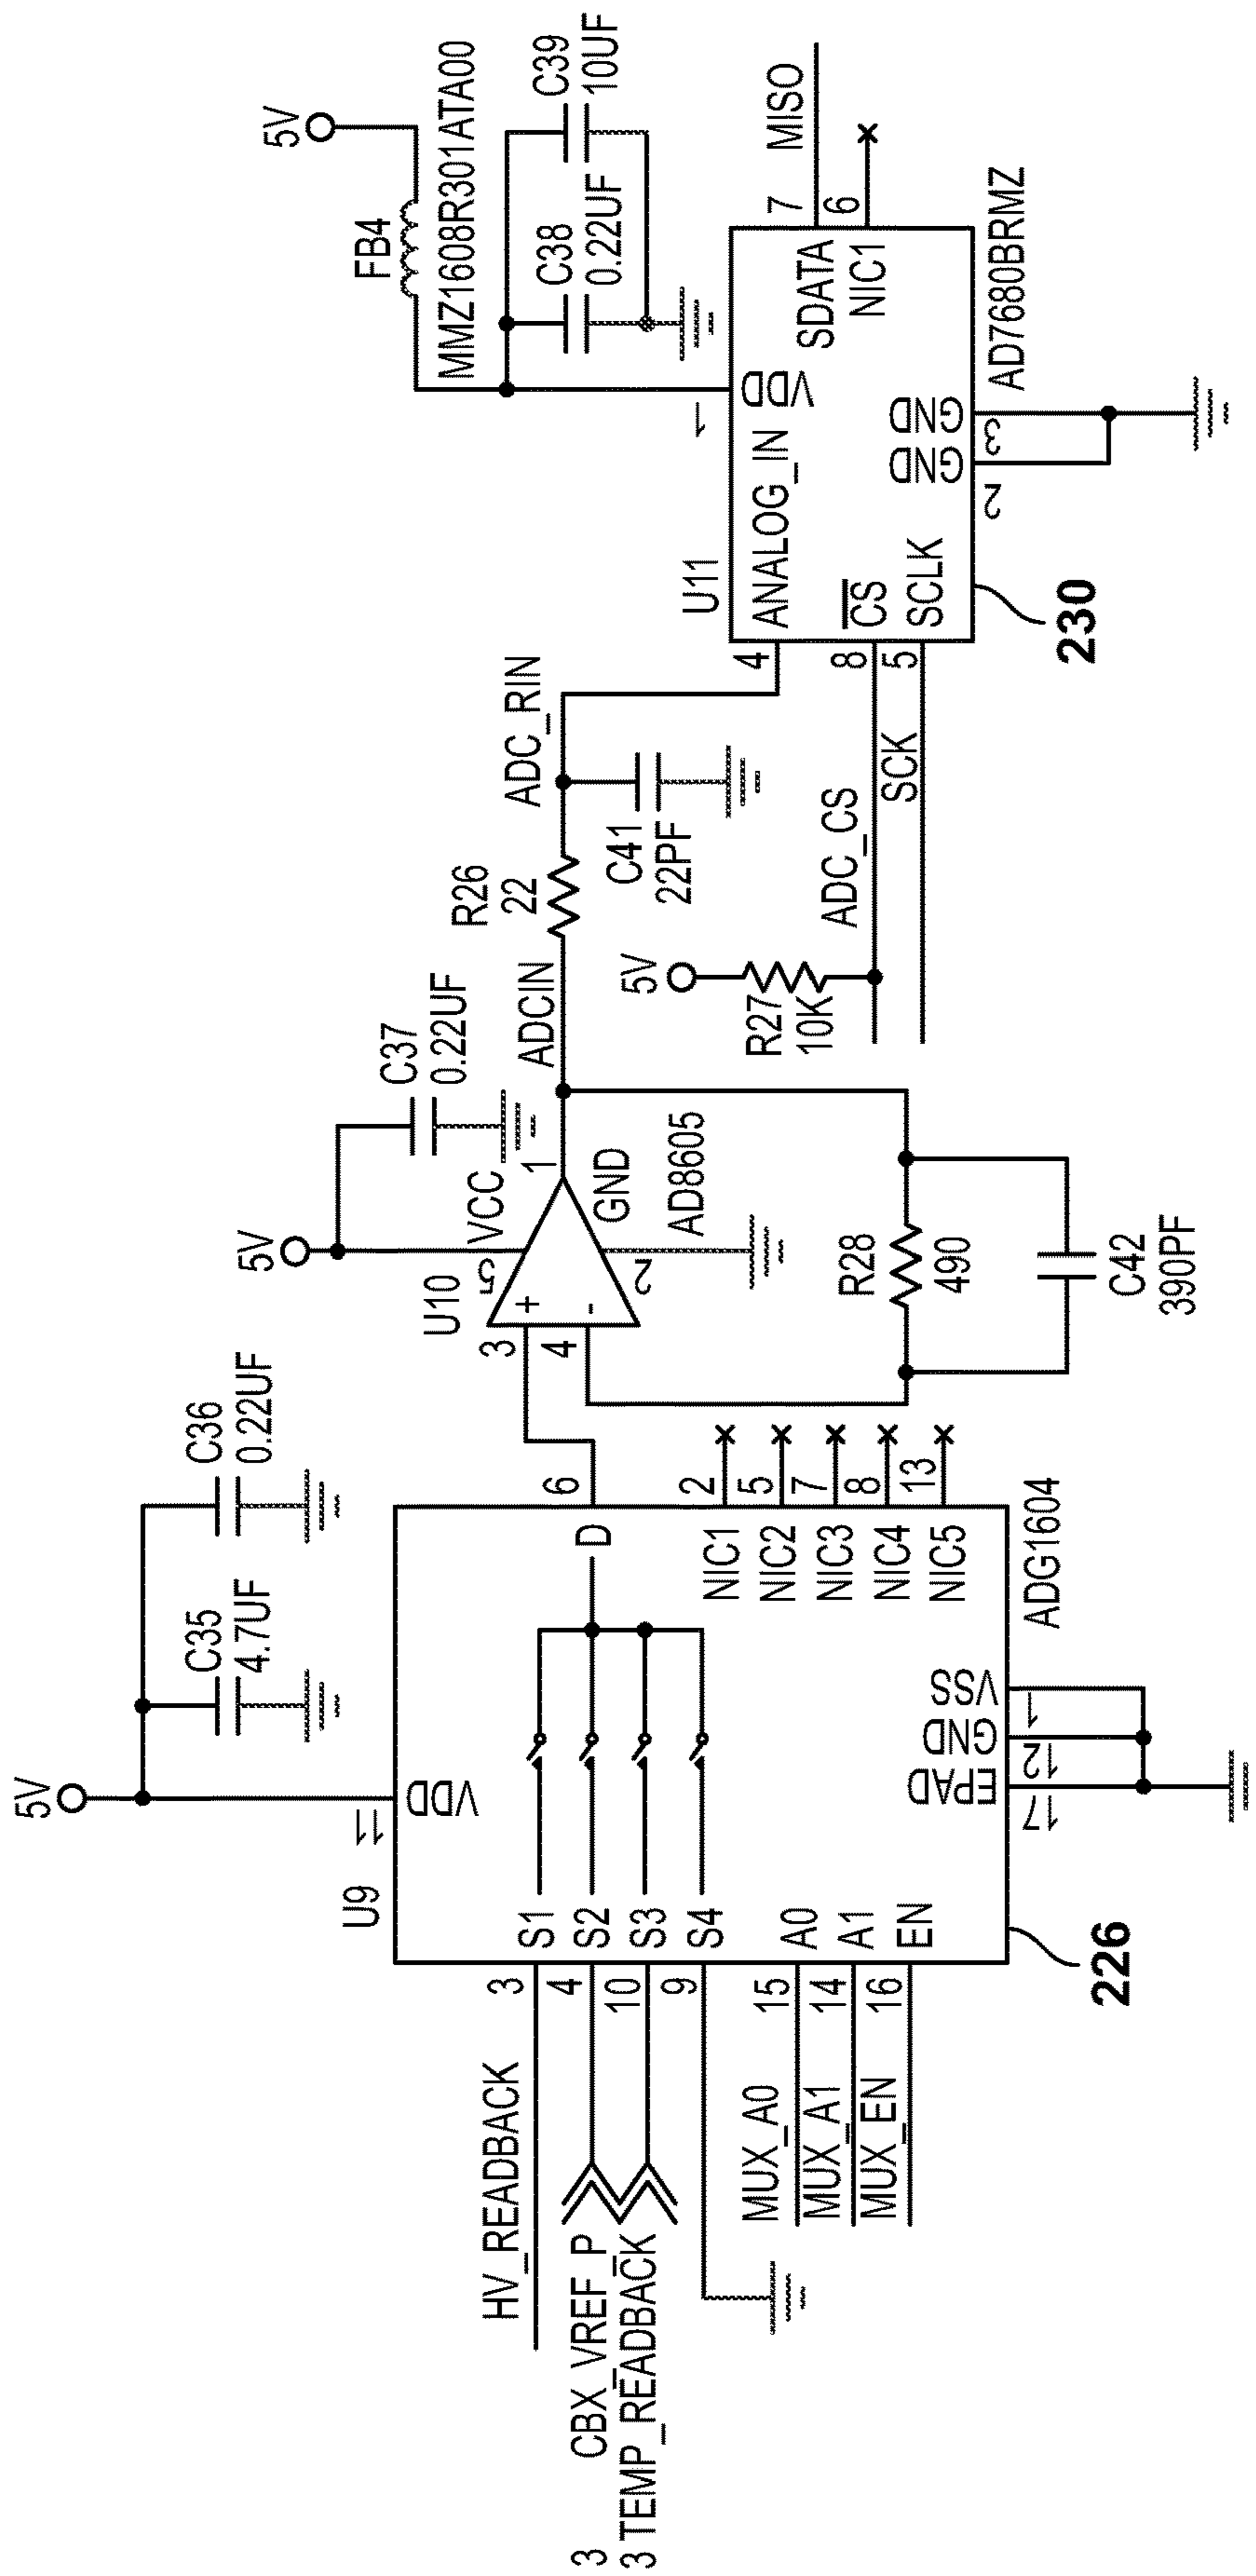 5V
C35
4.7UF
C36
0.22UF
U9
11
VDD
HV_READBACK
3
S1
3
CBX_VREF_P
4
S2
3
TEMP_READBACK
10
S3
9
S4
MUX_A0
15
A0
MUX_A1
14
A1
MUX_EN
16
EN
D
6
NIC1
2
NIC2
5
NIC3
7
NIC4
8
NIC5
13
EPAD
17
GND
12
VSS
1
ADG1604
226
5V
C37
0.22UF
U10
5
VCC
3
+
4
-
1
GND
2
AD8605
ADCIN
R28
490
C42
390PF
R26
22
ADC_RIN
C41
22PF
5V
R27
10K
ADC_CS
SCK
5V
FB4
MMZ1608R301ATA00
C38
0.22UF
C39
10UF
U11
1
VDD
4
ANALOG_IN
8
CS
5
SCLK
SDATA
7
MISO
NIC1
6
GND
2
GND
3
AD7680BRMZ
230